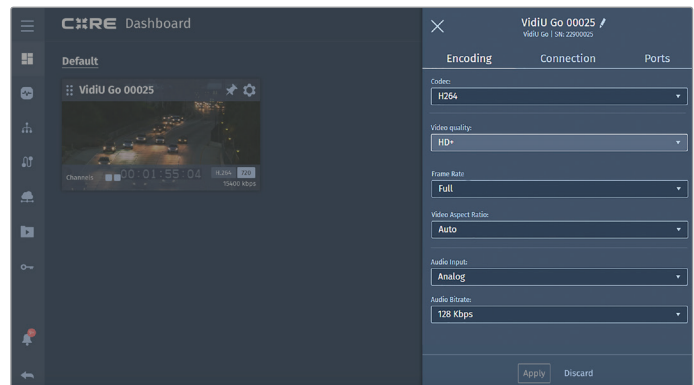 CORE Dashboard
Default
VidiU Go 00025
Channels
00:01:55:04
H.264
720
15400 kbps
VidiU Go 00025
VidiU Go | SN: 22900025
Encoding
Connection
Ports
Codec:
H264
Video quality:
HD+
Frame Rate
Full
Video Aspect Ratio:
Auto
Audio Input:
Analog
Audio Bitrate:
128 Kbps
Apply
Discard